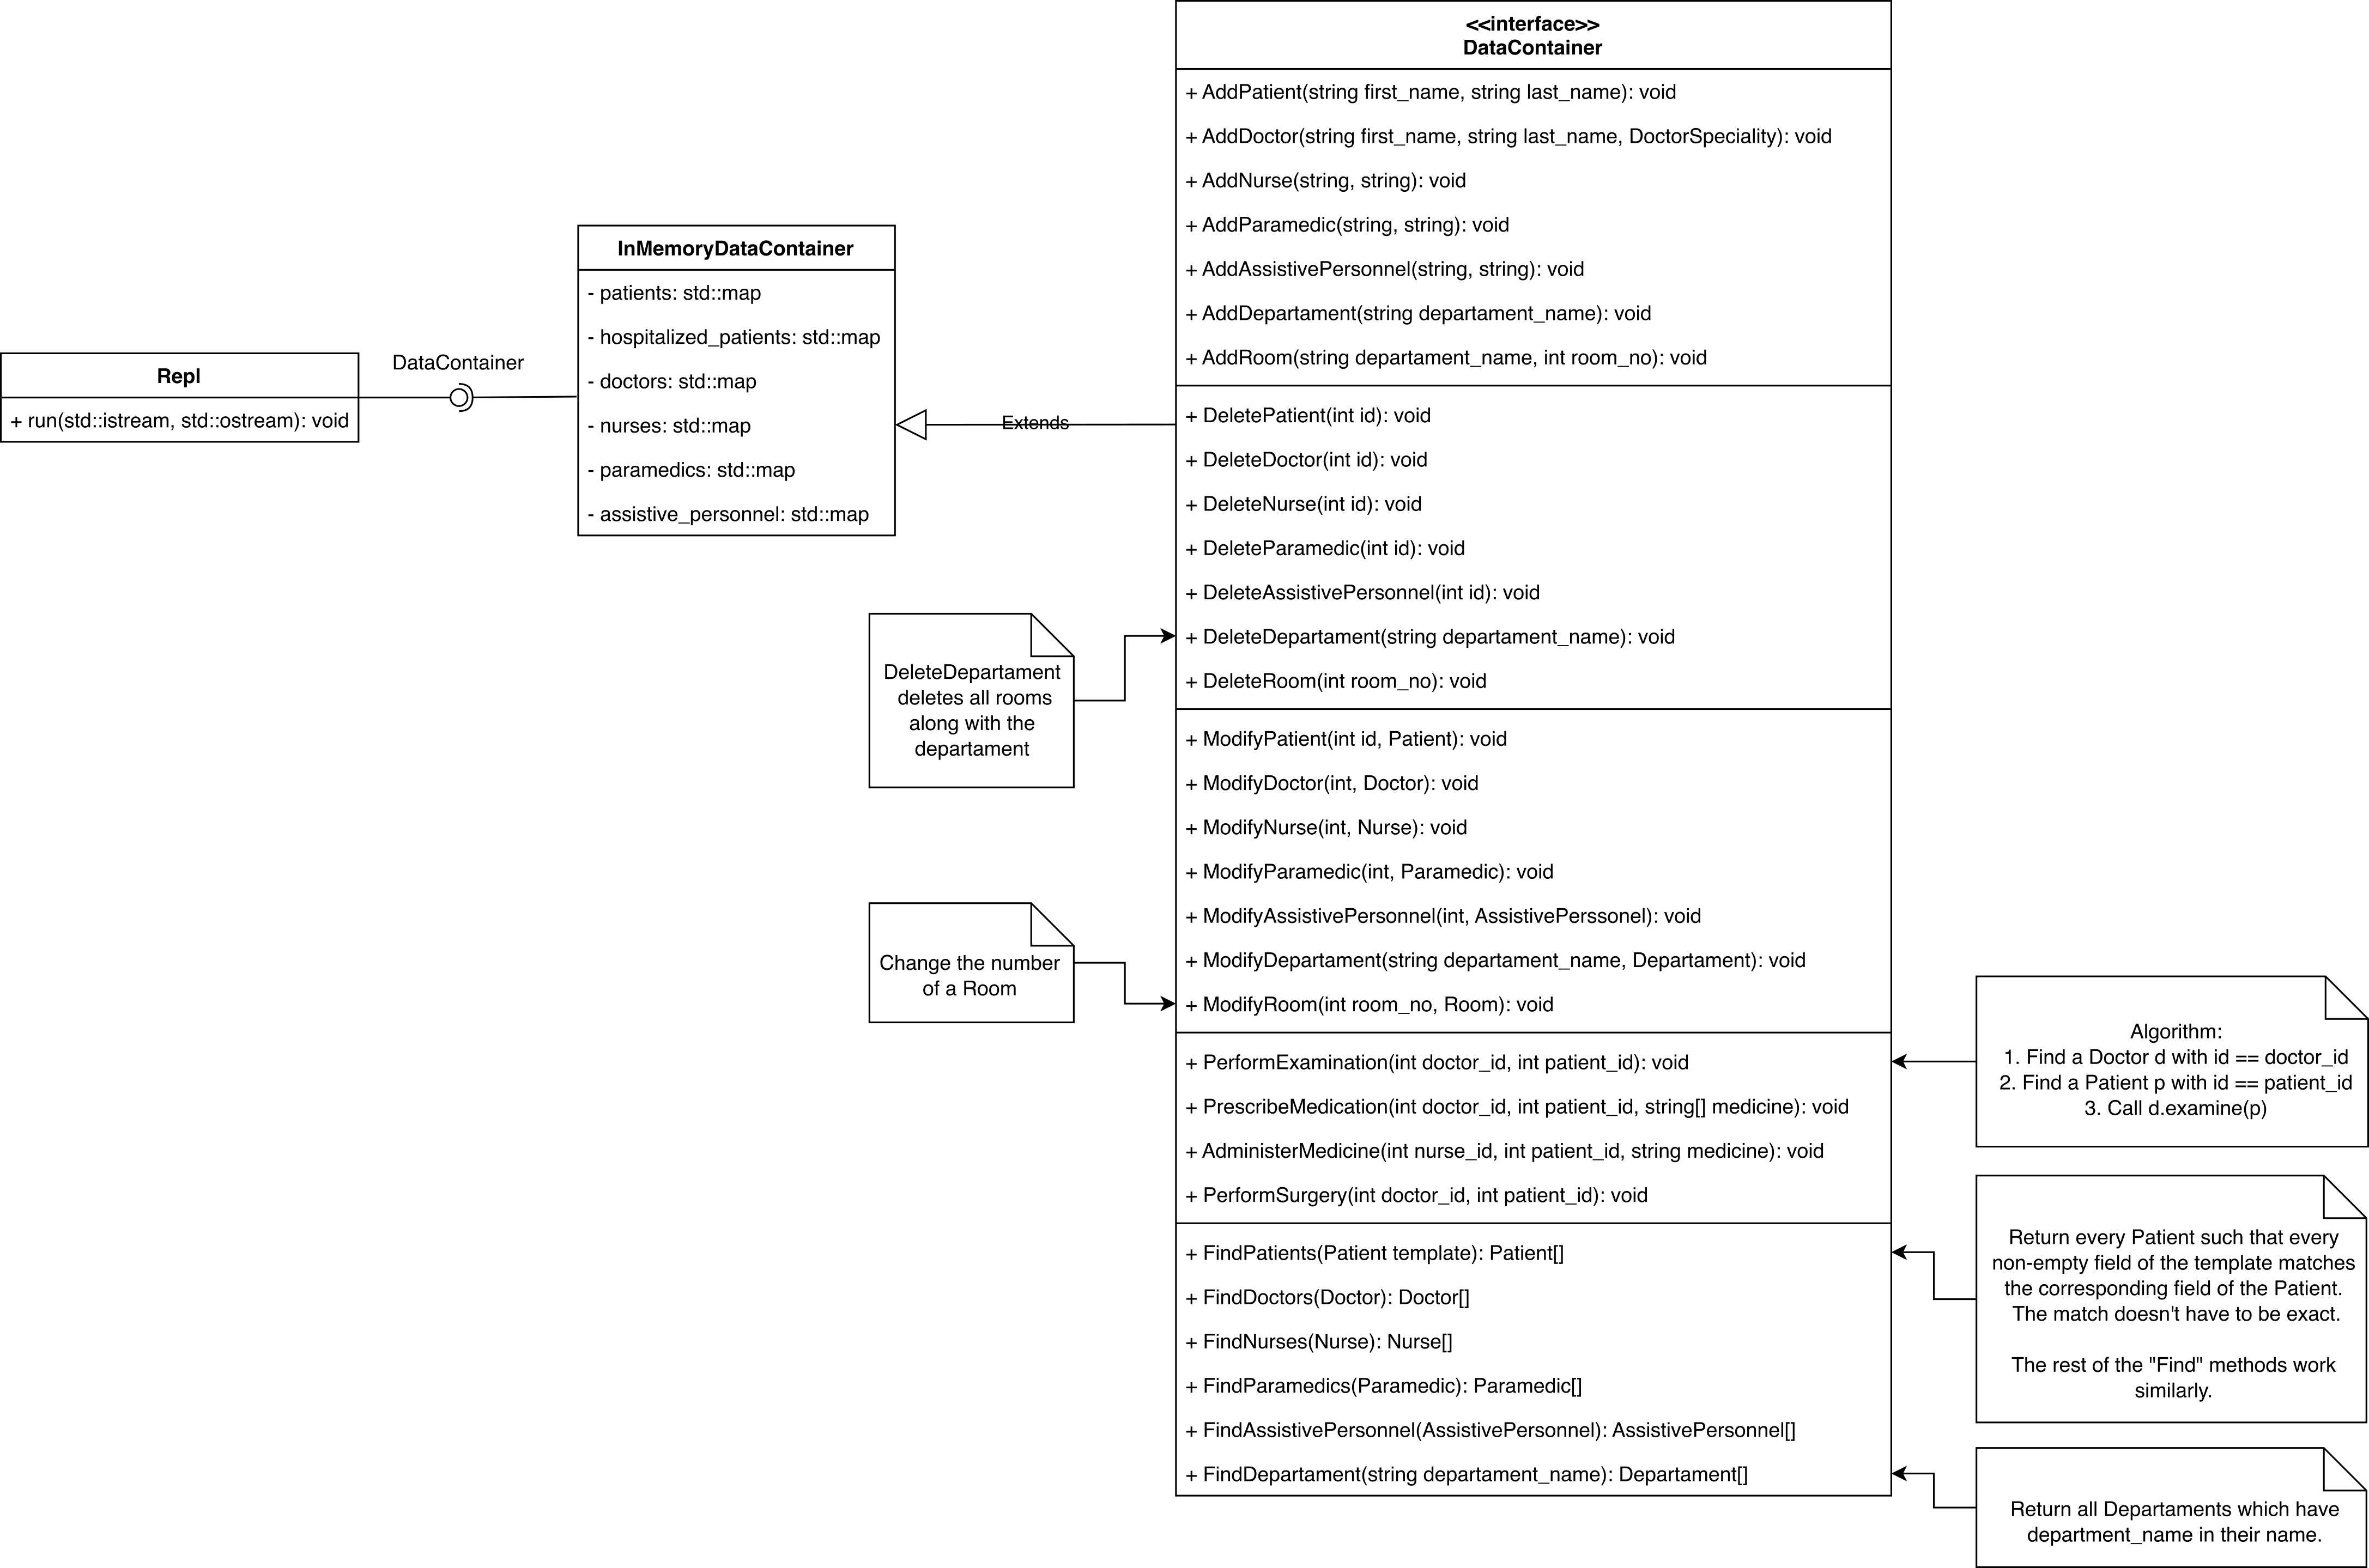 Repl
+ run(std::istream, std::ostream): void
DataContainer
InMemoryDataContainer
- patients: std::map
- hospitalized_patients: std::map
- doctors: std::map
- nurses: std::map
- paramedics: std::map
- assistive_personnel: std::map
Extends
<<interface>>
DataContainer
+ AddPatient(string first_name, string last_name): void
+ AddDoctor(string first_name, string last_name, DoctorSpeciality): void
+ AddNurse(string, string): void
+ AddParamedic(string, string): void
+ AddAssistivePersonnel(string, string): void
+ AddDepartament(string departament_name): void
+ AddRoom(string departament_name, int room_no): void
+ DeletePatient(int id): void
+ DeleteDoctor(int id): void
+ DeleteNurse(int id): void
+ DeleteParamedic(int id): void
+ DeleteAssistivePersonnel(int id): void
+ DeleteDepartament(string departament_name): void
+ DeleteRoom(int room_no): void
+ ModifyPatient(int id, Patient): void
+ ModifyDoctor(int, Doctor): void
+ ModifyNurse(int, Nurse): void
+ ModifyParamedic(int, Paramedic): void
+ ModifyAssistivePersonnel(int, AssistivePerssonel): void
+ ModifyDepartament(string departament_name, Departament): void
+ ModifyRoom(int room_no, Room): void
+ PerformExamination(int doctor_id, int patient_id): void
+ PrescribeMedication(int doctor_id, int patient_id, string[] medicine): void
+ AdministerMedicine(int nurse_id, int patient_id, string medicine): void
+ PerformSurgery(int doctor_id, int patient_id): void
+ FindPatients(Patient template): Patient[]
+ FindDoctors(Doctor): Doctor[]
+ FindNurses(Nurse): Nurse[]
+ FindParamedics(Paramedic): Paramedic[]
+ FindAssistivePersonnel(AssistivePersonnel): AssistivePersonnel[]
+ FindDepartament(string departament_name): Departament[]
DeleteDepartament
deletes all rooms
along with the
departament
Change the number
of a Room
Algorithm:
1. Find a Doctor d with id == doctor_id
2. Find a Patient p with id == patient_id
3. Call d.examine(p)
Return every Patient such that every
non-empty field of the template matches
the corresponding field of the Patient.
The match doesn't have to be exact.
The rest of the "Find" methods work
similarly.
Return all Departaments which have
department_name in their name.